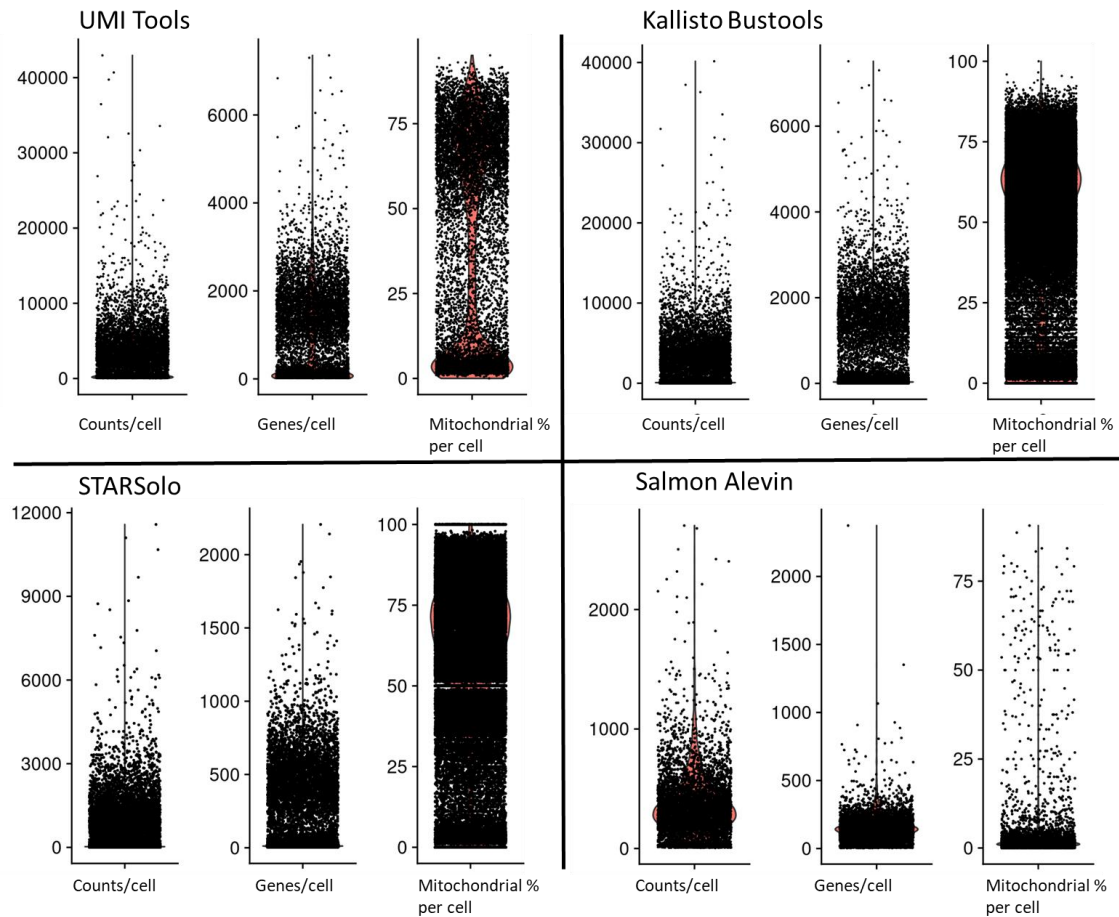 UMI Tools
40000
30000
20000
10000
0
Counts/cell
6000
4000
2000
0
Genes/cell
75
50
25
0
Mitochondrial %
per cell
Kallisto Bustools
40000
30000
20000
10000
0
Counts/cell
6000
4000
2000
0
Genes/cell
100
75
50
25
0
Mitochondrial %
per cell
STARSolo
12000
9000
6000
3000
0
Counts/cell
2000
1500
1000
500
0
Genes/cell
100
75
50
25
0
Mitochondrial %
per cell
Salmon Alevin
2000
1000
0
Counts/cell
2000
1500
1000
500
0
Genes/cell
75
50
25
0
Mitochondrial %
per cell